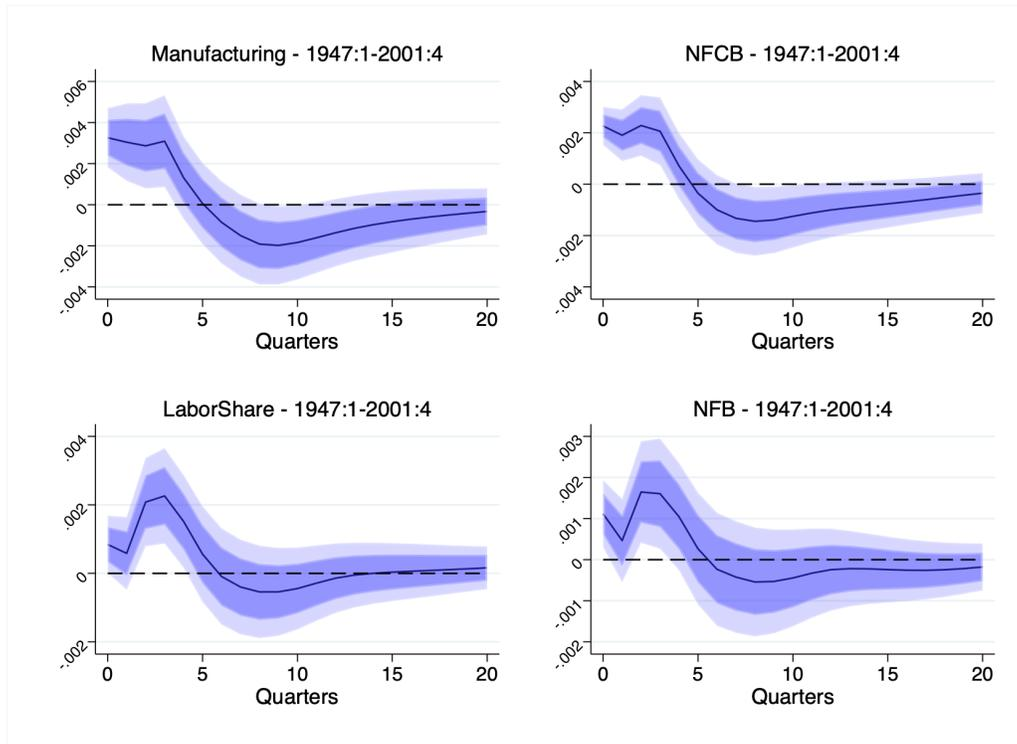 Manufacturing - 1947:1-2001:4
.006
.004
.002
0
-.002
-.004
0 5 10 15 20
Quarters
NFCB - 1947:1-2001:4
.004
.002
0
-.002
-.004
0 5 10 15 20
Quarters
LaborShare - 1947:1-2001:4
.004
.002
0
-.002
0 5 10 15 20
Quarters
NFB - 1947:1-2001:4
.003
.002
.001
0
-.001
-.002
0 5 10 15 20
Quarters